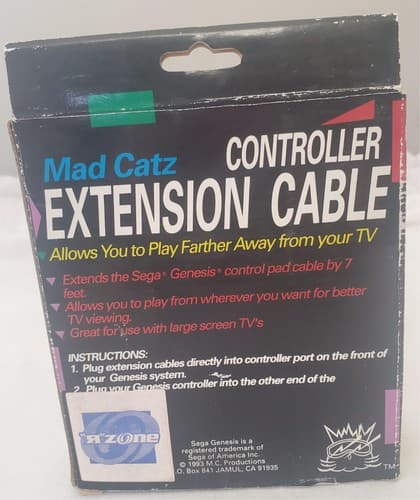 Mad Catz CONTROLLER
EXTENSION CABLE
Allows You to Play Farther Away from your TV
Extends the Sega® Genesis® control pad cable by 7
feet.
Allows you to play from wherever you want for better
TV viewing.
Great for use with large screen TV's
INSTRUCTIONS:
1. Plug extension cables directly into controller port on the front of
your Genesis system.
2. Plug your Genesis controller into the other end of the
"R"zone
Sega Genesis is a
registered trademark of
Sega of America Inc.
© 1993 M.C. Productions
O. Box 641 JAMUL, CA 91935
TM